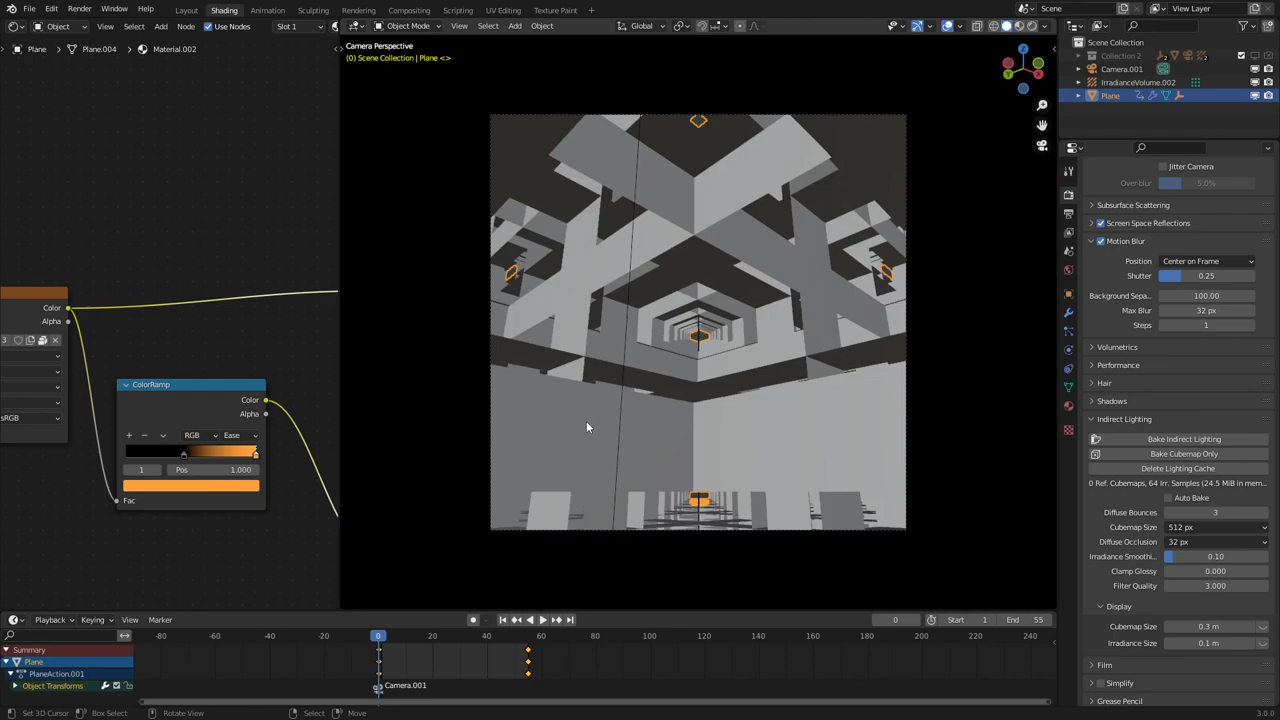 File Edit Render Window Help Layout Shading Animation Sculpting Rendering Compositing Scripting UV Editing Texture Paint Scene View Layer
Object View Select Add Node Use Nodes Slot 1 Object Mode View Select Add Object Global
Plane Plane.004 Material.002
Camera Perspective
(0) Scene Collection | Plane <>
Z
Y X
Scene Collection
Collection 2 2 2
Camera.001
IrradianceVolume.002
Plane
Jitter Camera
Over blur 5.0%
Subsurface Scattering
Screen Space Reflections
Motion Blur
Position Center on Frame
Shutter 0.25
Background Sepa... 100.00
Max Blur 32 px
Steps 1
Volumetrics
Performance
Hair
Shadows
Indirect Lighting
Bake Indirect Lighting
Bake Cubemap Only
Delete Lighting Cache
0 Ref. Cubemaps, 64 Irr. Samples (24.5 MiB in mem...
Auto Bake
Diffuse Bounces 3
Cubemap Size 512 px
Diffuse Occlusion 32 px
Irradiance Smoothi... 0.10
Clamp Glossy 0.000
Filter Quality 3.000
Display
Cubemap Size 0.3 m
Irradiance Size 0.1 m
Film
Simplify
Grease Pencil
Color
Alpha
3
sRGB
ColorRamp
Color
Alpha
RGB Ease
1 Pos 1.000
Fac
Playback Keying View Marker 0 Start 1 End 55
-80 -60 -40 -20 0 20 40 60 80 100 120 140 160 180 200 220 240
Summary
Plane
PlaneAction.001
Object Transforms
Camera.001
Set 3D Cursor Box Select Rotate View Select Move 3.0.0